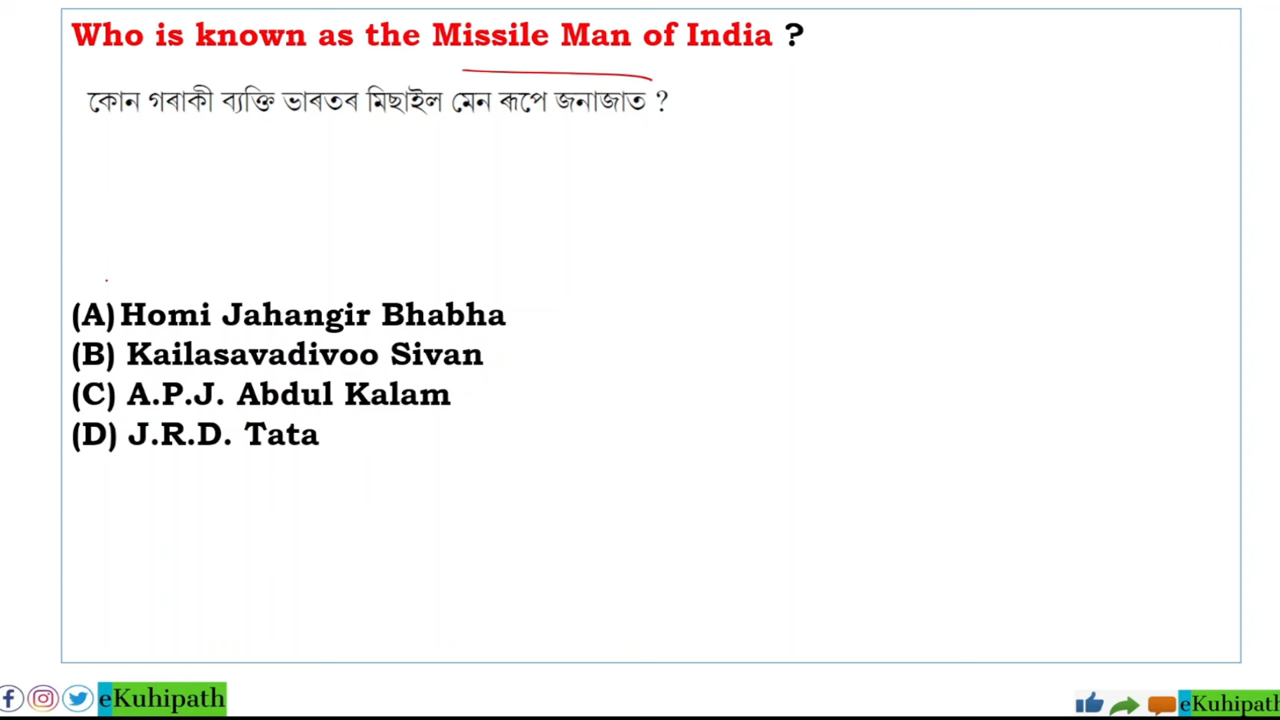 Who is known as the Missile Man of India ?
কোন গৰাকী ব্যক্তি ভাৰতৰ মিছাইল মেন ৰূপে জনাজাত ?
(A) Homi Jahangir Bhabha
(B) Kailasavadivoo Sivan
(C) A.P.J. Abdul Kalam
(D) J.R.D. Tata
eKuhipath
eKuhipath